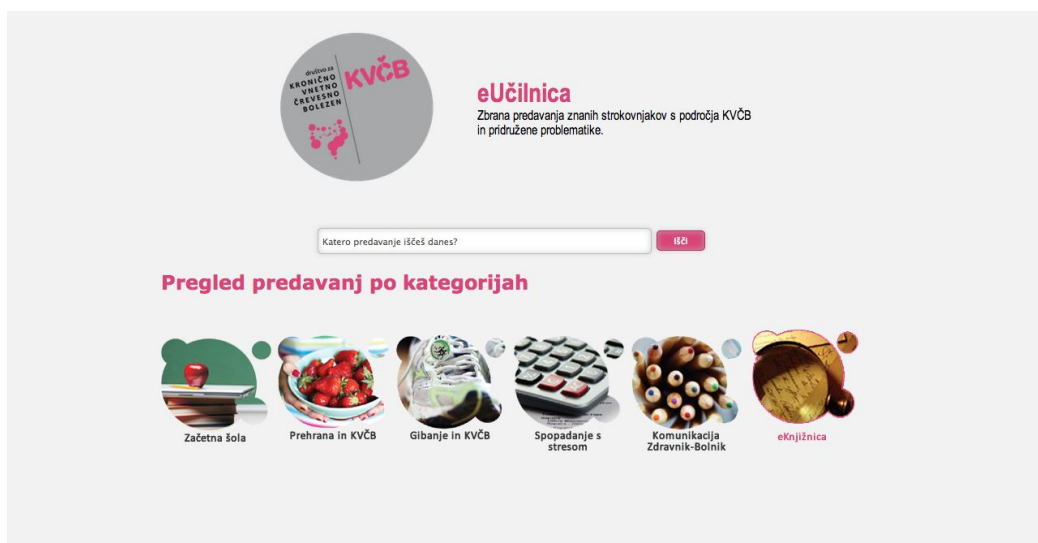 društvo za
KRONIČNO
VNETNO
ČREVESNO
BOLEZEN
KVČB
eUčilnica
Zbrana predavanja znanih strokovnjakov s področja KVČB
in pridružene problematike.
Katero predavanje iščeš danes?
IŠČI
Pregled predavanj po kategorijah
Začetna šola
Prehrana in KVČB
Gibanje in KVČB
Spopadanje s
stresom
Komunikacija
Zdravnik-Bolnik
eKnjižnica